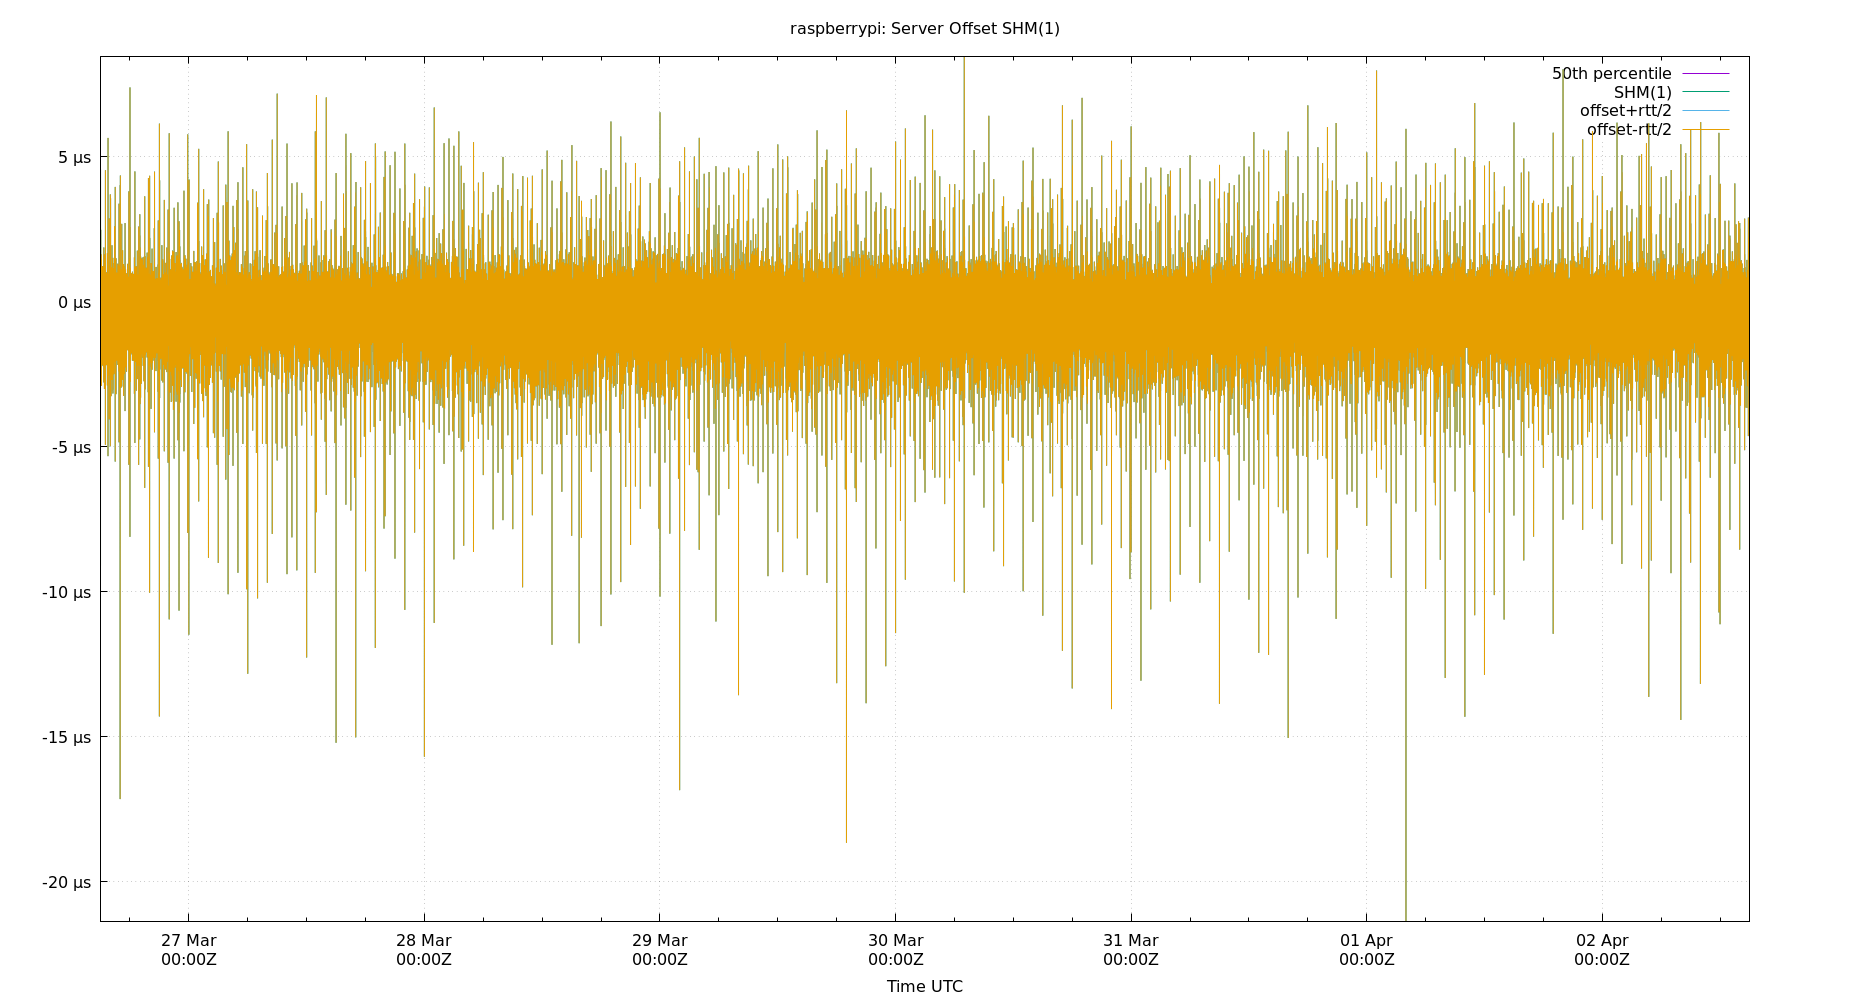 raspberrypi: Server Offset SHM(1)
50th percentile
SHM(1)
offset+rtt/2
offset-rtt/2
5 µs
0 µs
-5 µs
-10 µs
-15 µs
-20 µs
27 Mar 28 Mar 29 Mar 30 Mar 31 Mar 01 Apr 02 Apr
00:00Z 00:00Z 00:00Z 00:00Z 00:00Z 00:00Z 00:00Z
Time UTC